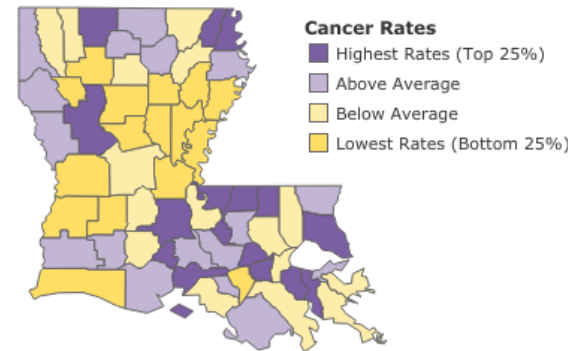 Cancer Rates
Highest Rates (Top 25%)
Above Average
Below Average
Lowest Rates (Bottom 25%)